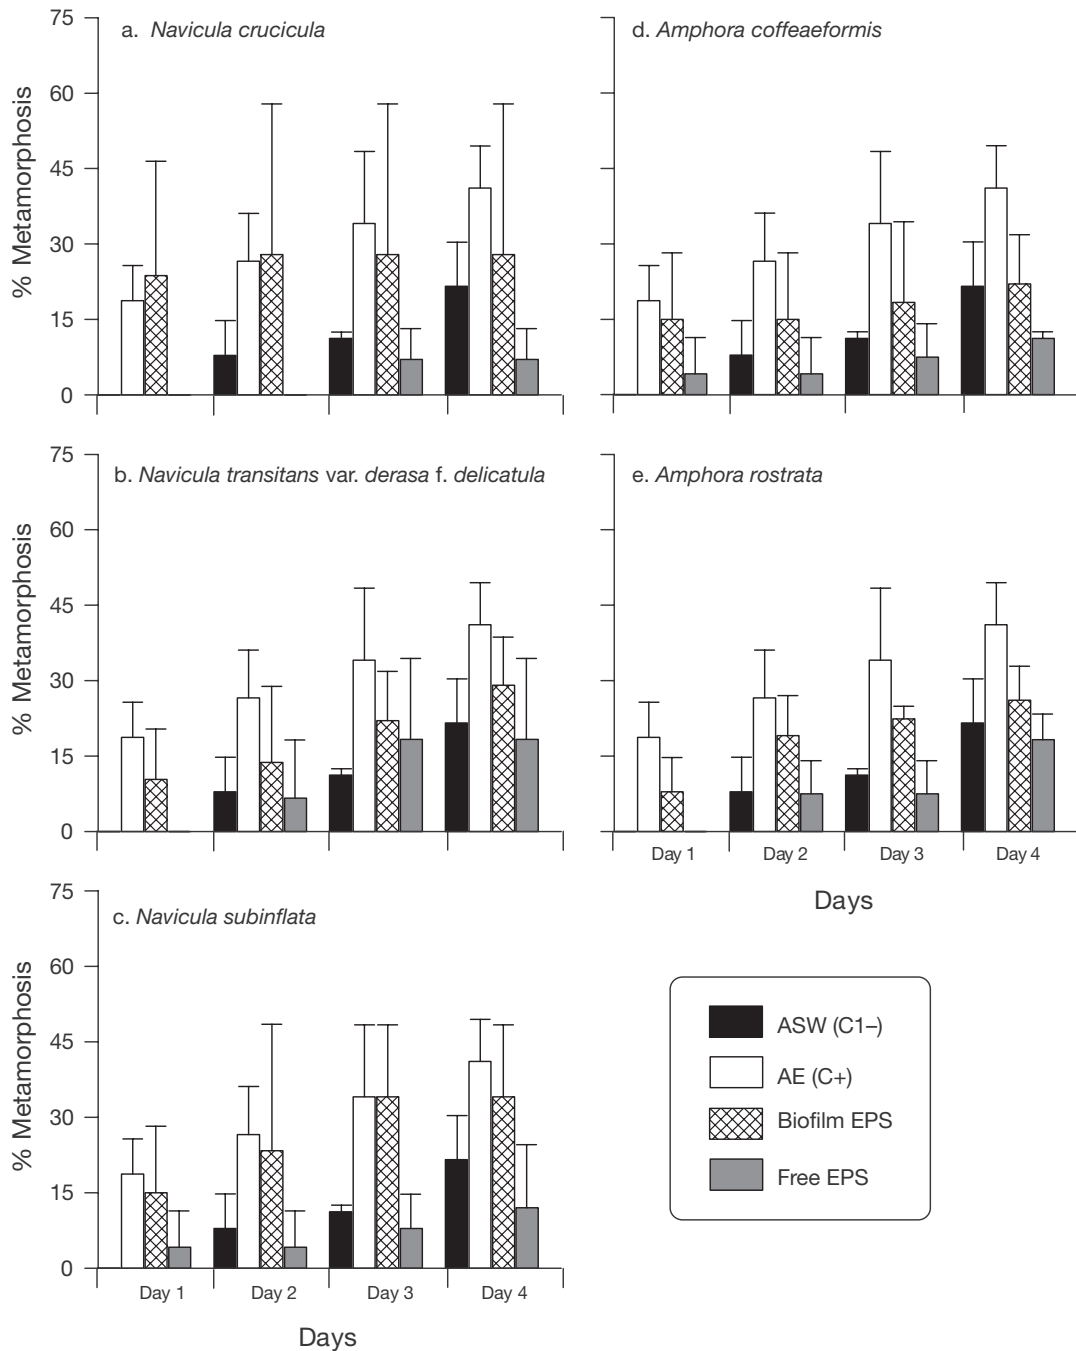 75
a. Navicula crucicula
60
45
30
15
0
% Metamorphosis
d. Amphora coffeaeformis
75
b. Navicula transitans var. derasa f. delicatula
60
45
30
15
0
% Metamorphosis
e. Amphora rostrata
Day 1 Day 2 Day 3 Day 4
Days
75
c. Navicula subinflata
60
45
30
15
0
% Metamorphosis
Day 1 Day 2 Day 3 Day 4
Days
ASW (C1–)
AE (C+)
Biofilm EPS
Free EPS